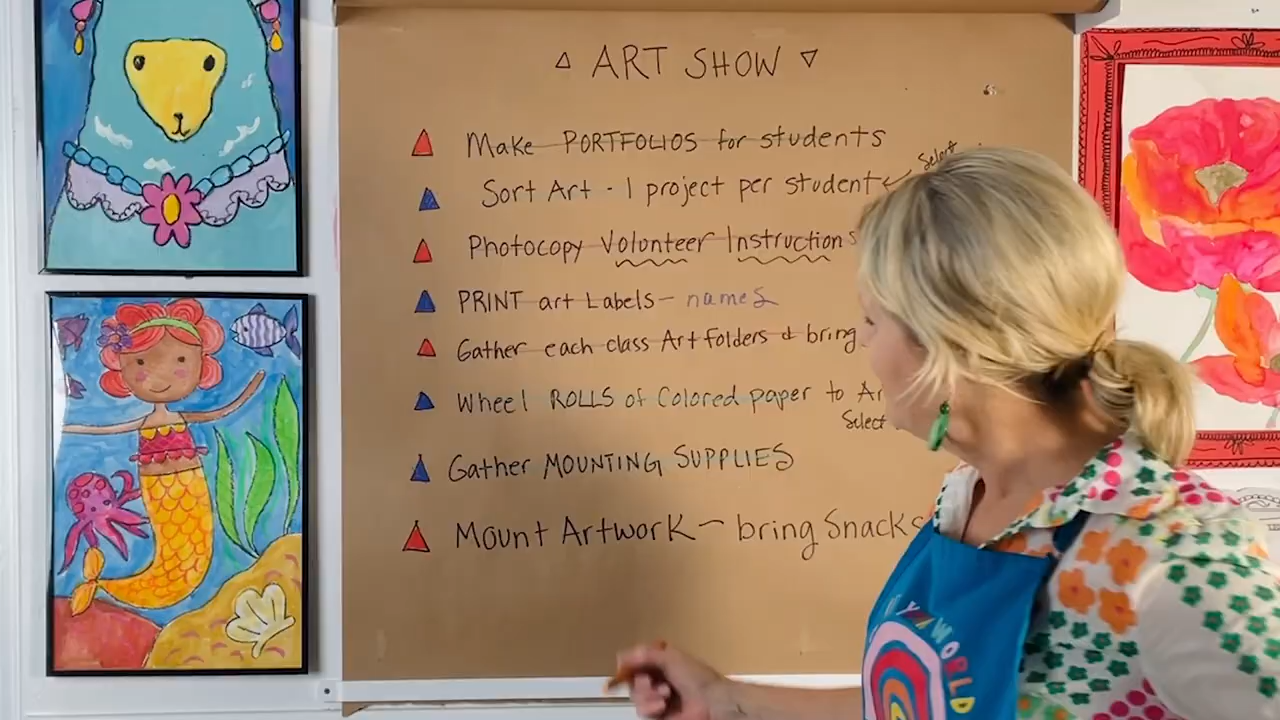 △ ART SHOW ▽
Make PORTFOLIOS for students
Select
Sort Art - 1 project per student
Photocopy Volunteer Instructions
PRINT art Labels - names
Gather each class Art folders & bring
Wheel ROLLS of Colored paper to Ar
Select
Gather MOUNTING SUPPLIES
Mount Artwork - bring Snacks
WORLD